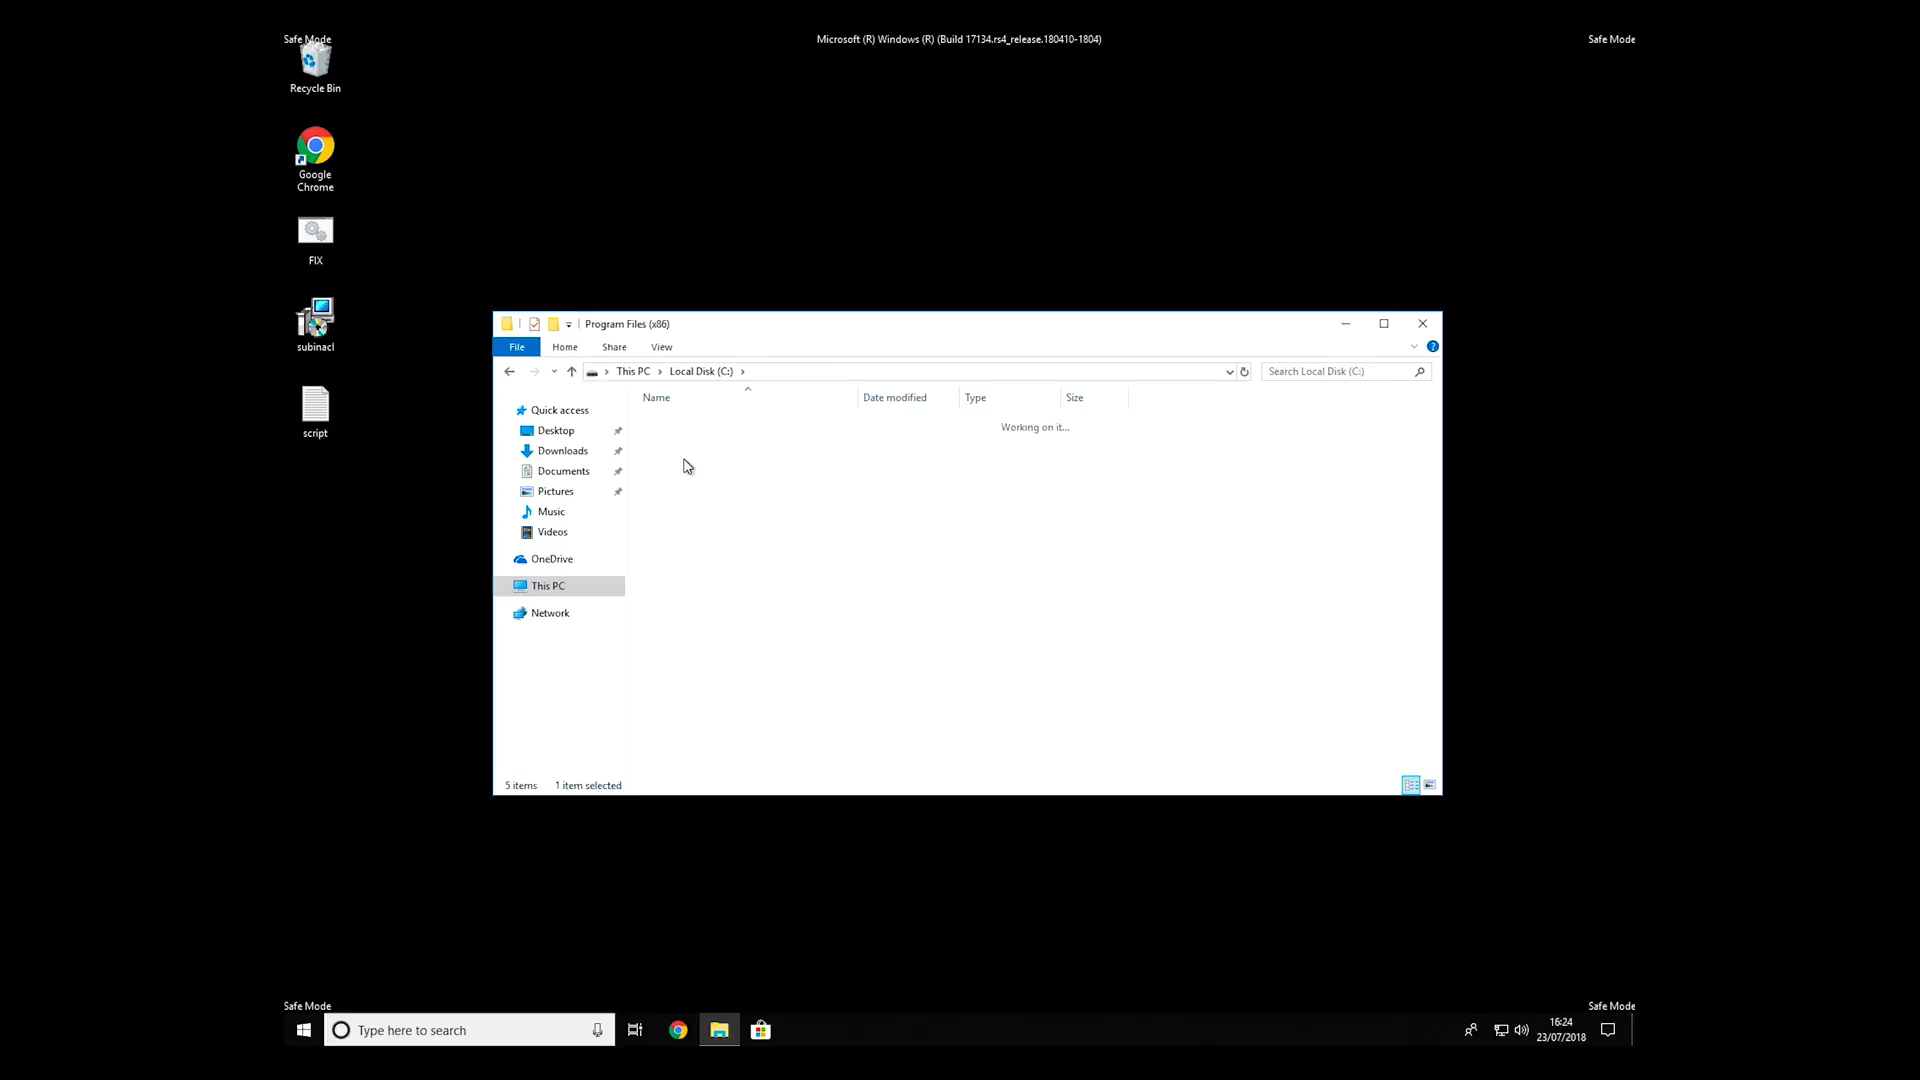 Safe Mode
Microsoft (R) Windows (R) (Build 17134.rs4_release.180410-1804)
Safe Mode
Recycle Bin
Google
Chrome
FIX
subinacl
script
Program Files (x86)
File
Home
Share
View
This PC
Local Disk (C:)
Search Local Disk (C:)
Name
Date modified
Type
Size
Working on it...
Quick access
Desktop
Downloads
Documents
Pictures
Music
Videos
OneDrive
This PC
Network
5 items
1 item selected
Safe Mode
Safe Mode
Type here to search
16:24
23/07/2018